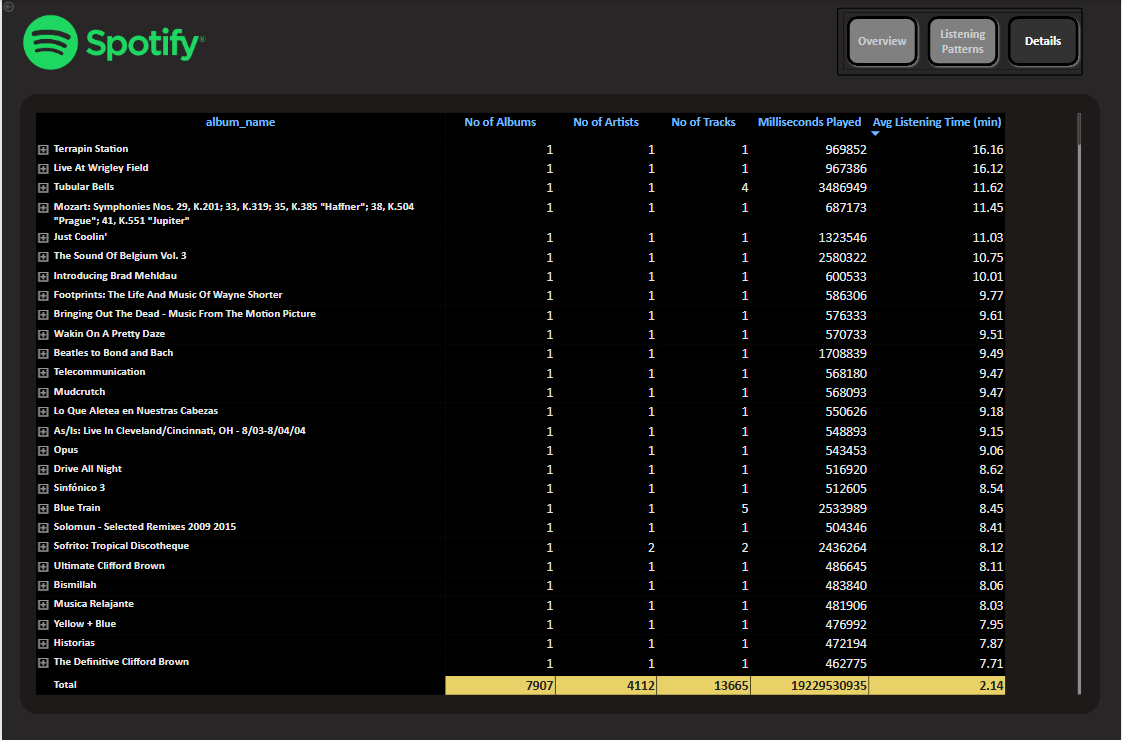 Spotify®
Overview
Listening
Patterns
Details
album_name No of Albums No of Artists No of Tracks Milliseconds Played Avg Listening Time (min)
Terrapin Station 1 1 1 969852 16.16
Live At Wrigley Field 1 1 1 967386 16.12
Tubular Bells 1 1 4 3486949 11.62
Mozart: Symphonies Nos. 29, K.201; 33, K.319; 35, K.385 "Haffner"; 38, K.504 1 1 1 687173 11.45
"Prague"; 41, K.551 "Jupiter"
Just Coolin' 1 1 1 1323546 11.03
The Sound Of Belgium Vol. 3 1 1 1 2580322 10.75
Introducing Brad Mehldau 1 1 1 600533 10.01
Footprints: The Life And Music Of Wayne Shorter 1 1 1 586306 9.77
Bringing Out The Dead - Music From The Motion Picture 1 1 1 576333 9.61
Wakin On A Pretty Daze 1 1 1 570733 9.51
Beatles to Bond and Bach 1 1 1 1708839 9.49
Telecommunication 1 1 1 568180 9.47
Mudcrutch 1 1 1 568093 9.47
Lo Que Aletea en Nuestras Cabezas 1 1 1 550626 9.18
As/Is: Live In Cleveland/Cincinnati, OH - 8/03-8/04/04 1 1 1 548893 9.15
Opus 1 1 1 543453 9.06
Drive All Night 1 1 1 516920 8.62
Sinfónico 3 1 1 1 512605 8.54
Blue Train 1 1 5 2533989 8.45
Solomun - Selected Remixes 2009 2015 1 1 1 504346 8.41
Sofrito: Tropical Discotheque 1 2 2 2436264 8.12
Ultimate Clifford Brown 1 1 1 486645 8.11
Bismillah 1 1 1 483840 8.06
Musica Relajante 1 1 1 481906 8.03
Yellow + Blue 1 1 1 476992 7.95
Historias 1 1 1 472194 7.87
The Definitive Clifford Brown 1 1 1 462775 7.71
Total 7907 4112 13665 19229530935 2.14